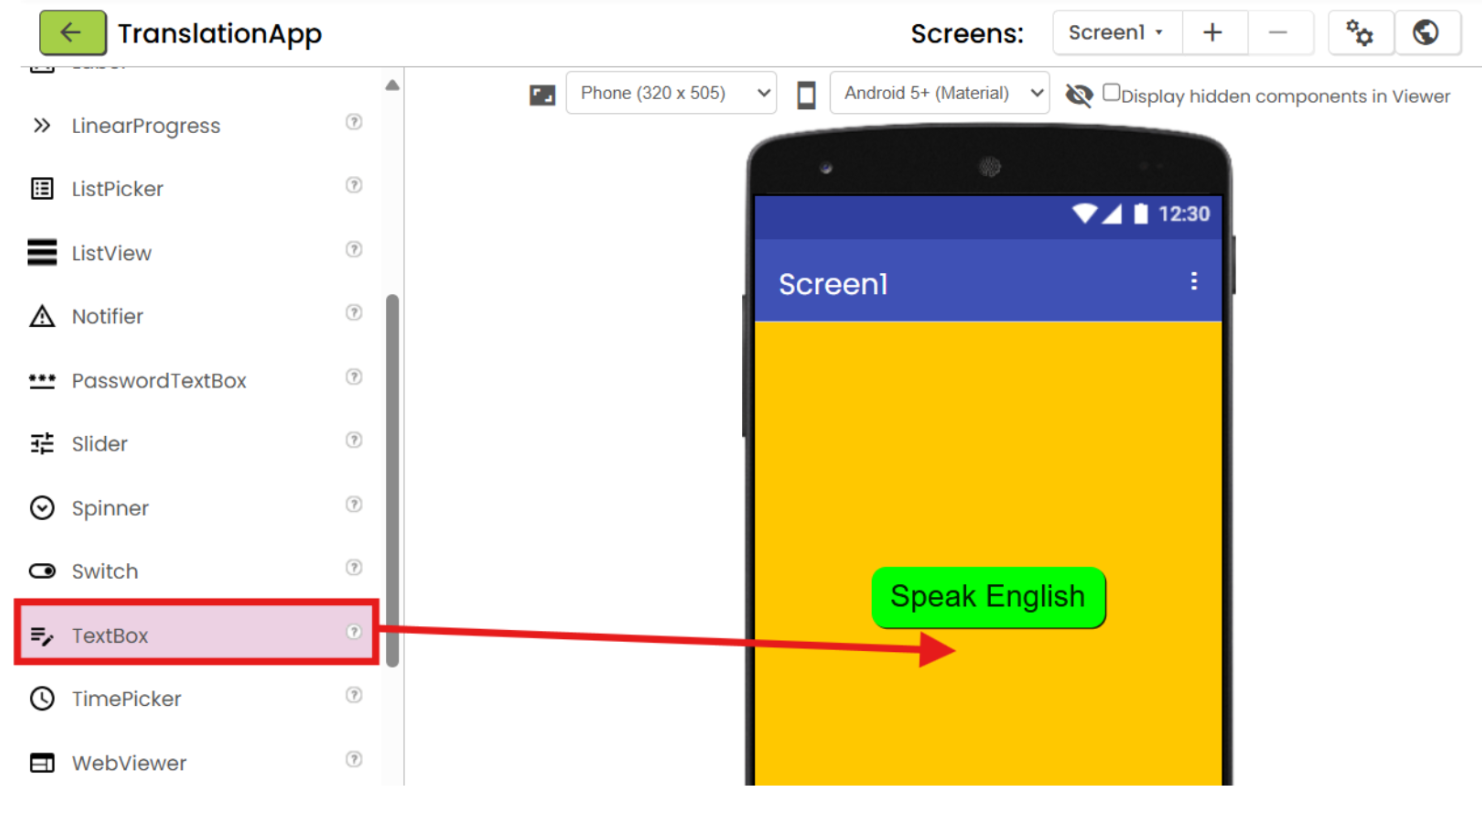 TranslationApp
Screens:
Screen1
Phone (320 x 505)
Android 5+ (Material)
Display hidden components in Viewer
LinearProgress
ListPicker
ListView
Notifier
PasswordTextBox
Slider
Spinner
Switch
TextBox
TimePicker
WebViewer
12:30
Screen1
Speak English